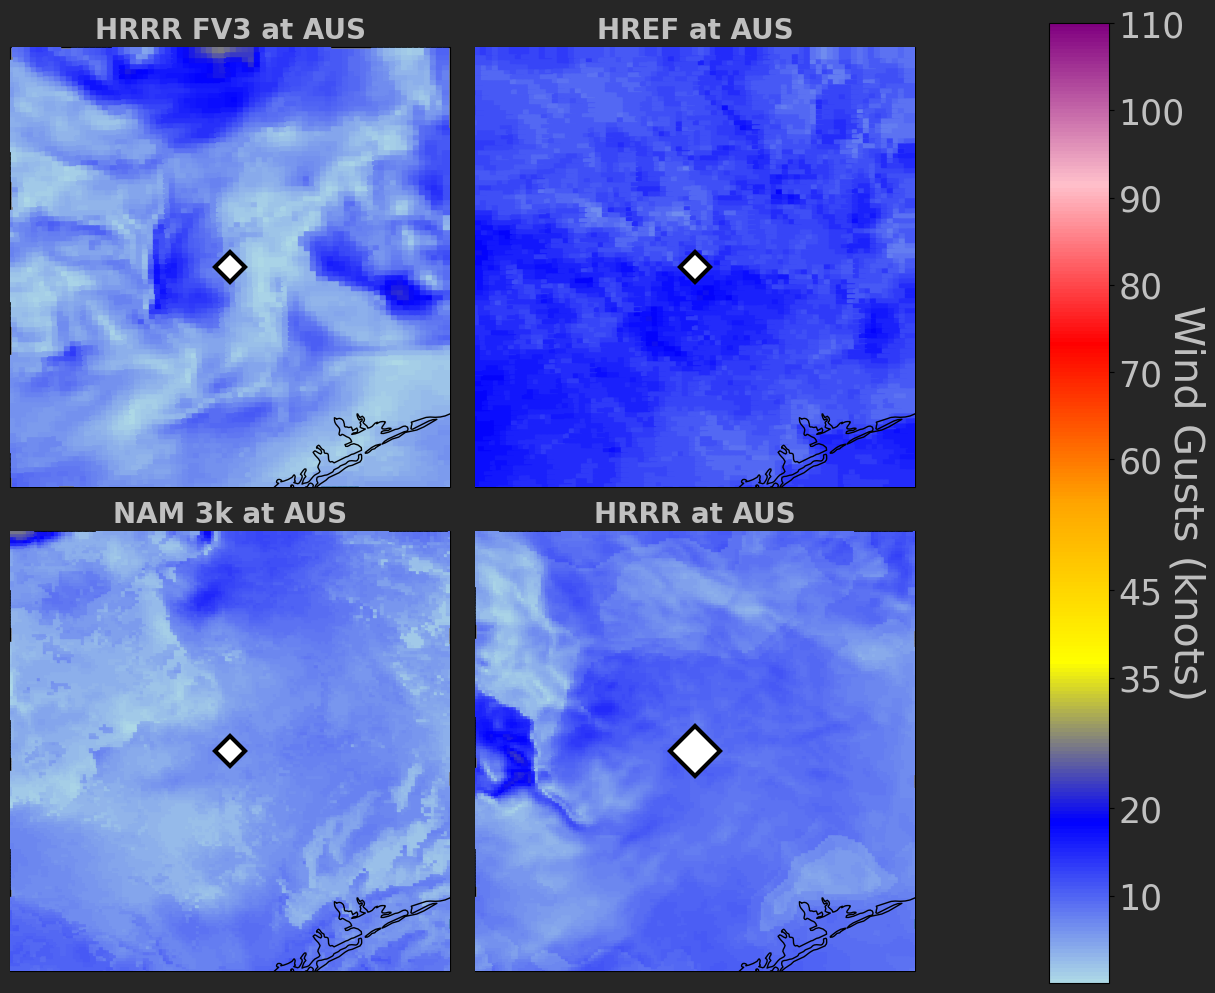 HRRR FV3 at AUS
HREF at AUS
NAM 3k at AUS
HRRR at AUS
110
100
90
80
70
60
45
35
20
10
Wind Gusts (knots)